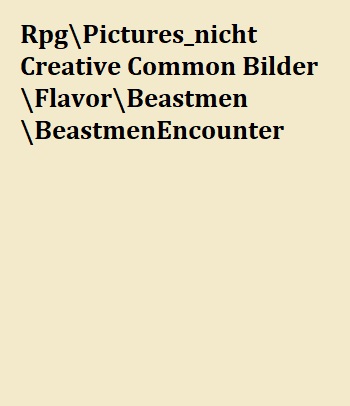 Rpg\Pictures_nicht
Creative Common Bilder
\Flavor\Beastmen
\BeastmenEncounter